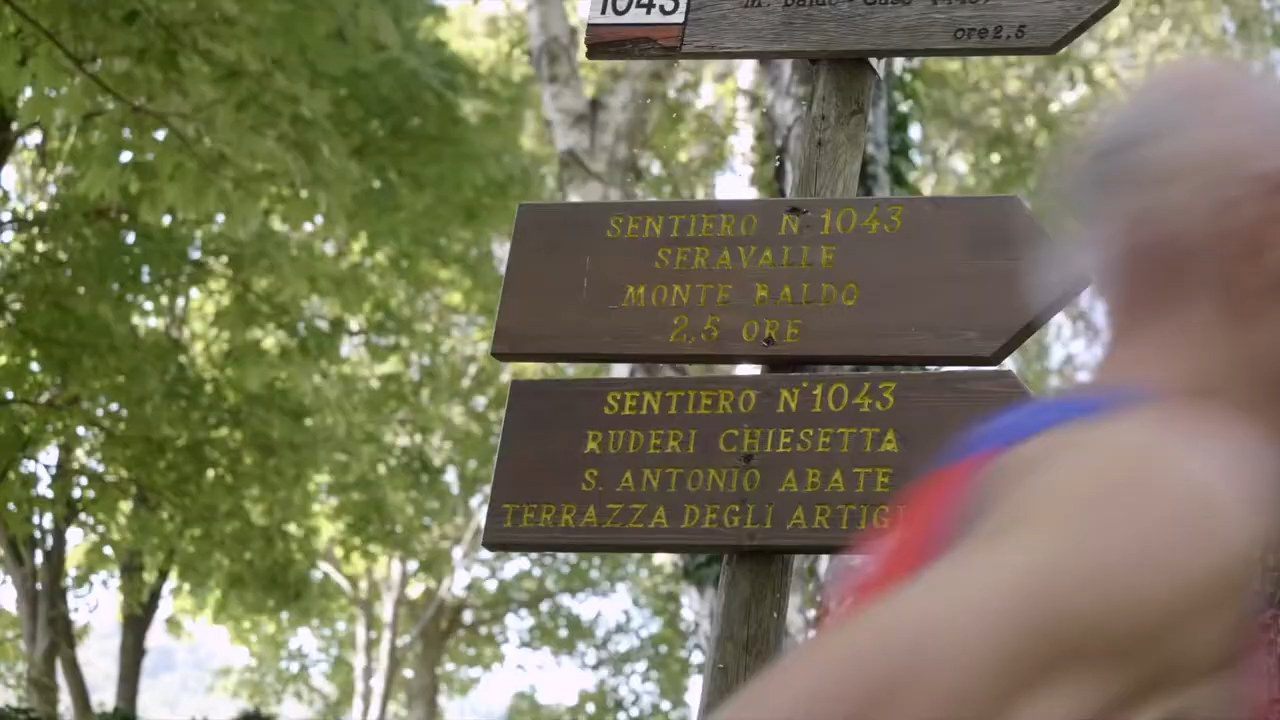 1043
ore 2,5
SENTIERO N° 1043
SERAVALLE
MONTE BALDO
2,5 ORE
SENTIERO N° 1043
RUDERI CHIESETTA
S. ANTONIO ABATE
TERRAZZA DEGLI